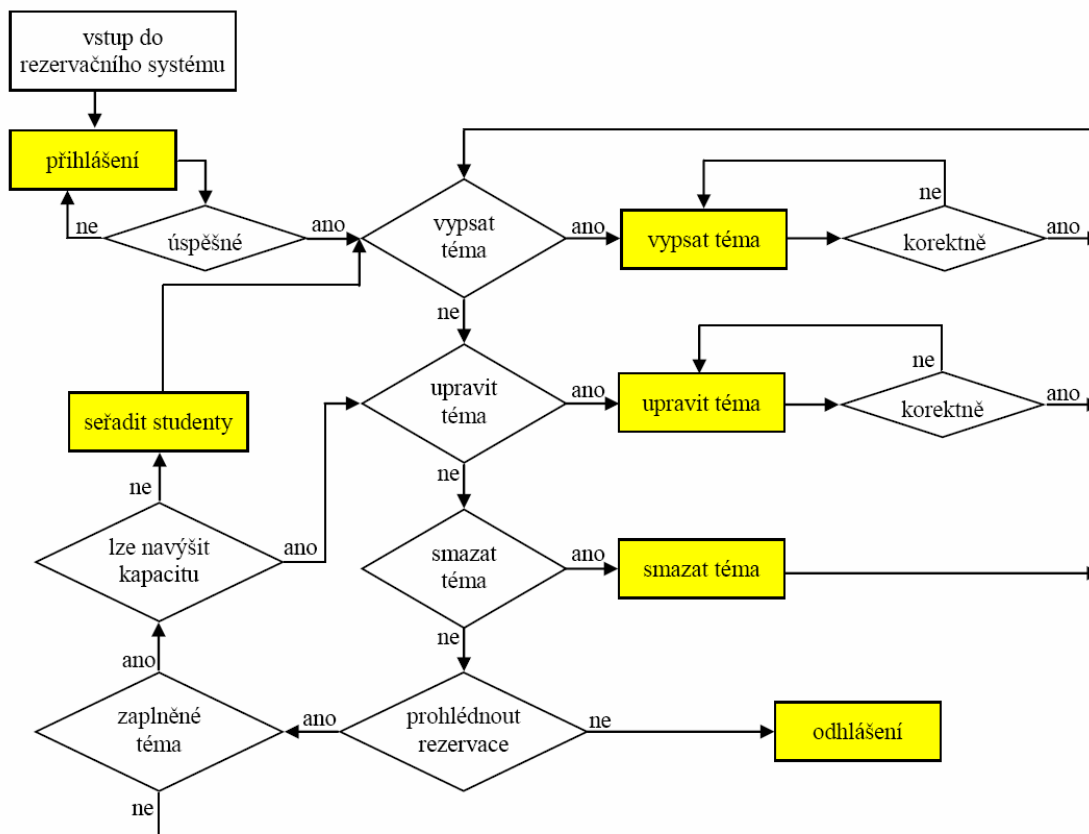 vstup do
rezervačního systému
přihlášení
ne
úspěšné
ano
vypsat
téma
ano
vypsat téma
ne
korektně
ano
ne
upravit
téma
ano
upravit téma
ne
korektně
ano
seřadit studenty
ne
ne
lze navýšit
kapacitu
ano
smazat
téma
ano
smazat téma
ne
ano
zaplněné
téma
ano
prohlédnout
rezervace
ne
odhlášení
ne